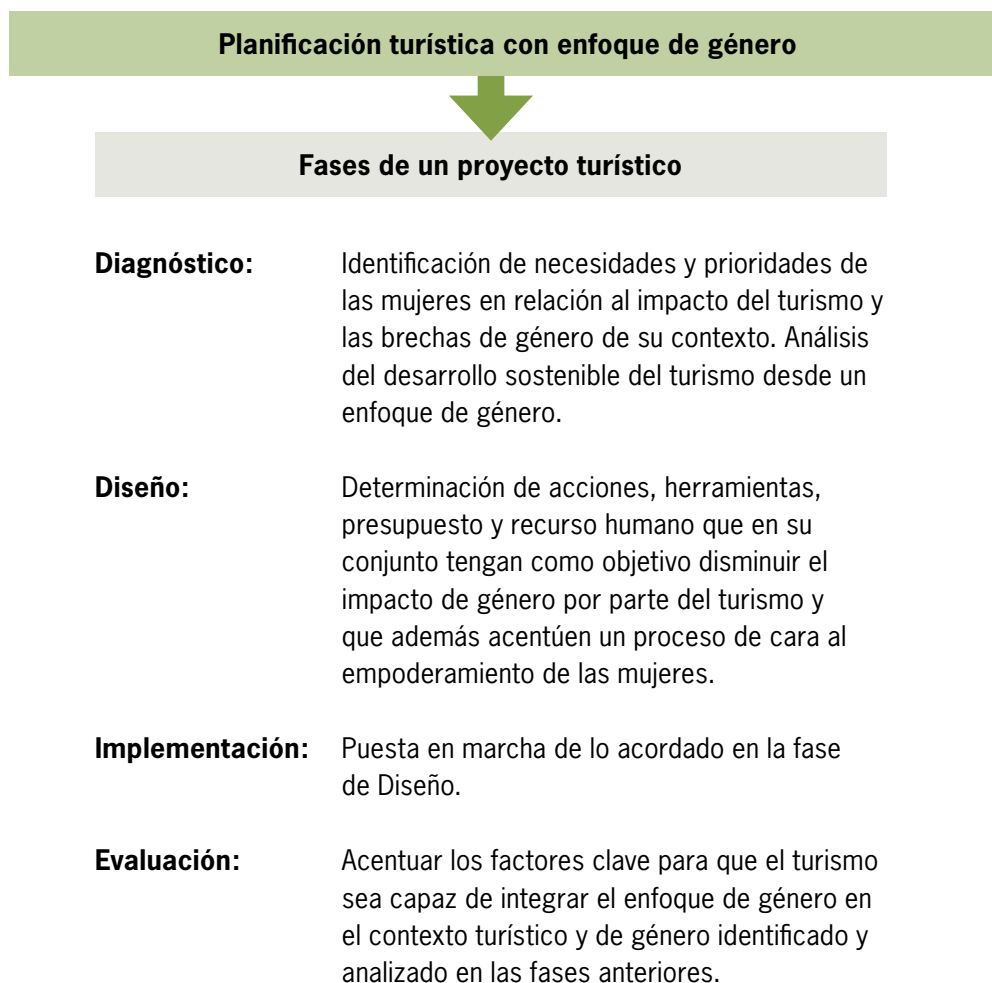 Planificación turística con enfoque de género
Fases de un proyecto turístico
Diagnóstico: Identificación de necesidades y prioridades de
las mujeres en relación al impacto del turismo y
las brechas de género de su contexto. Análisis
del desarrollo sostenible del turismo desde un
enfoque de género.
Diseño: Determinación de acciones, herramientas,
presupuesto y recurso humano que en su
conjunto tengan como objetivo disminuir el
impacto de género por parte del turismo y
que además acentúen un proceso de cara al
empoderamiento de las mujeres.
Implementación: Puesta en marcha de lo acordado en la fase
de Diseño.
Evaluación: Acentuar los factores clave para que el turismo
sea capaz de integrar el enfoque de género en
el contexto turístico y de género identificado y
analizado en las fases anteriores.